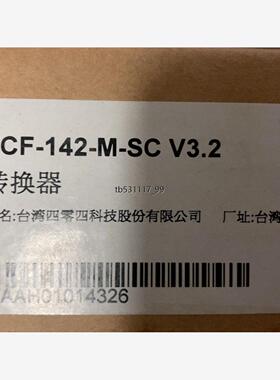 CF-142-M-SC V3.2
转换器
tb531117_99
名:台湾四零四科技股份有限公司 厂址:台湾
AAH01014326